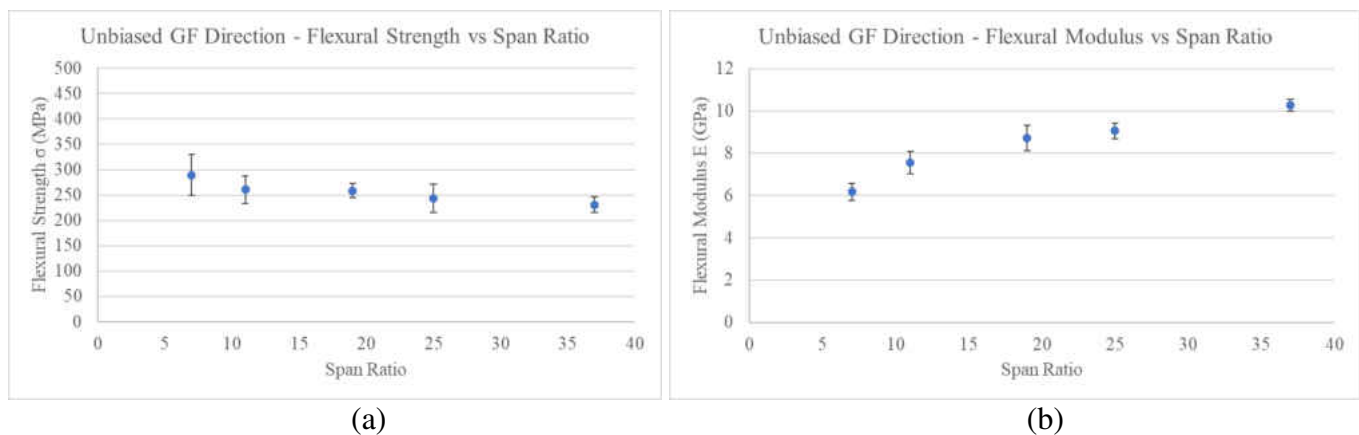 Unbiased GF Direction - Flexural Strength vs Span Ratio
Flexural Strength σ (MPa)
500
450
400
350
300
250
200
150
100
50
0
0 5 10 15 20 25 30 35 40
Span Ratio
(a)
Unbiased GF Direction - Flexural Modulus vs Span Ratio
Flexural Modulus E (GPa)
12
10
8
6
4
2
0
0 5 10 15 20 25 30 35 40
Span Ratio
(b)